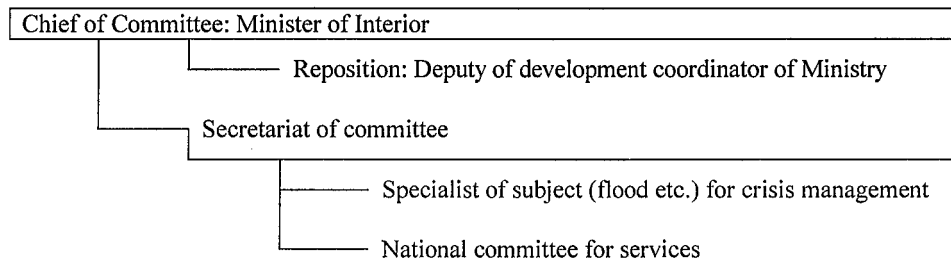 Chief of Committee: Minister of Interior
Reposition: Deputy of development coordinator of Ministry
Secretariat of committee
Specialist of subject (flood etc.) for crisis management
National committee for services